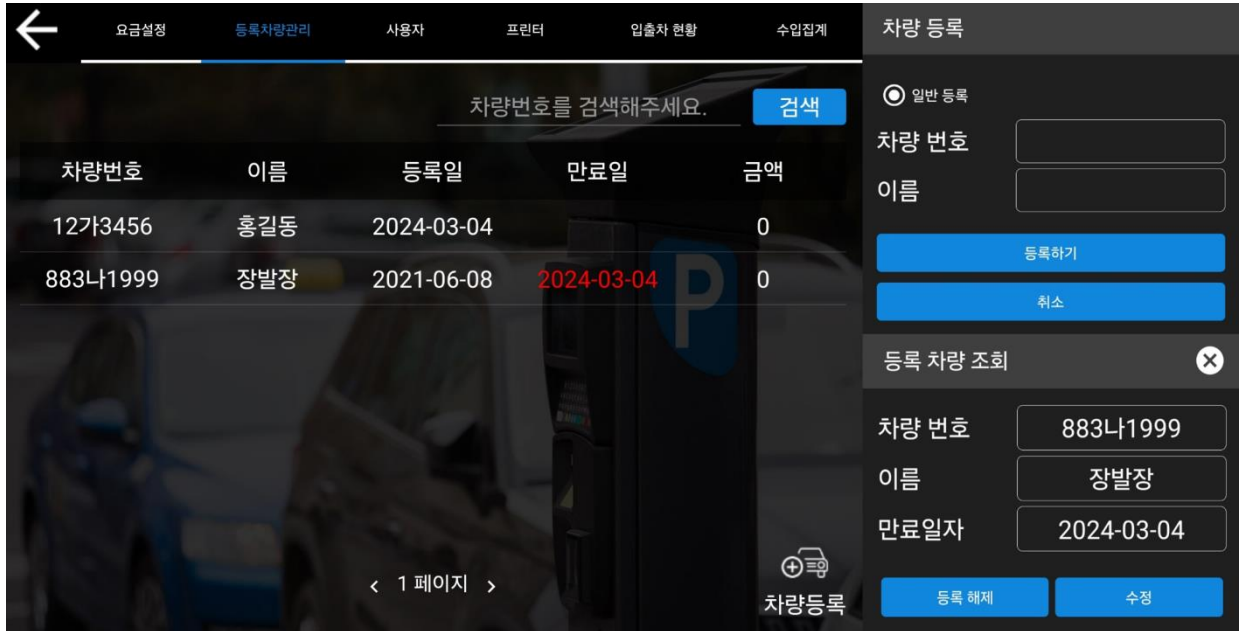 요금설정 등록차량관리 사용자 프린터 입출차 현황 수입집계
차량번호를 검색해주세요. 검색
차량번호 이름 등록일 만료일 금액
12가3456 홍길동 2024-03-04 0
883나1999 장발장 2021-06-08 2024-03-04 0
P
< 1 페이지 >
차량등록
차량 등록
일반 등록
차량 번호
이름
등록하기
취소
등록 차량 조회
차량 번호 883나1999
이름 장발장
만료일자 2024-03-04
등록 해제 수정